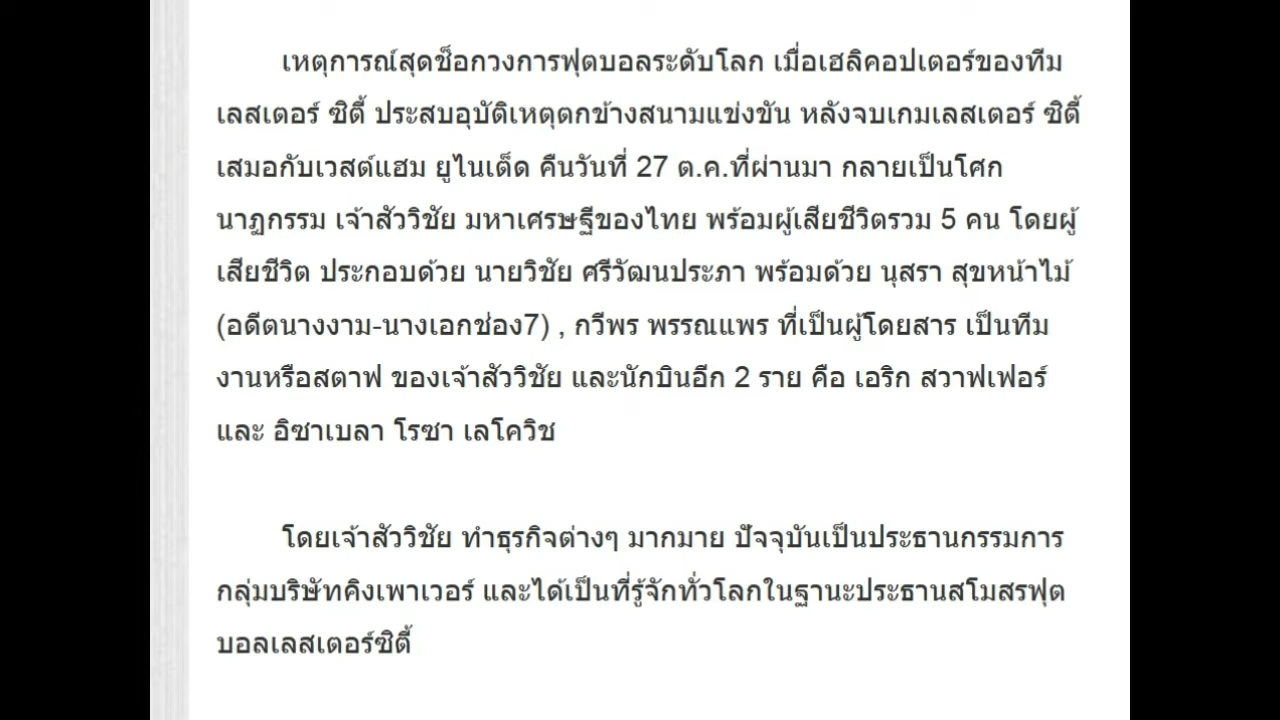 เหตุการณ์สุดช็อกวงการฟุตบอลระดับโลก เมื่อเฮลิคอปเตอร์ของทีม
เลสเตอร์ ซิตี้ ประสบอุบัติเหตุตกข้างสนามแข่งขัน หลังจบเกมเลสเตอร์ ซิตี้
เสมอกับเวสต์แฮม ยูไนเต็ด คืนวันที่ 27 ต.ค.ที่ผ่านมา กลายเป็นโศก
นาฏกรรม เจ้าสัววิชัย มหาเศรษฐีของไทย พร้อมผู้เสียชีวิตรวม 5 คน โดยผู้
เสียชีวิต ประกอบด้วย นายวิชัย ศรีวัฒนประภา พร้อมด้วย นุสรา สุขหน้าไม้
(อดีตนางงาม-นางเอกช่อง7) , กวีพร พรรณแพร ที่เป็นผู้โดยสาร เป็นทีม
งานหรือสตาฟ ของเจ้าสัววิชัย และนักบินอีก 2 ราย คือ เอริก สวาฟเฟอร์
และ อิซาเบลา โรซา เลโควิช
โดยเจ้าสัววิชัย ทำธุรกิจต่างๆ มากมาย ปัจจุบันเป็นประธานกรรมการ
กลุ่มบริษัทคิงเพาเวอร์ และได้เป็นที่รู้จักทั่วโลกในฐานะประธานสโมสรฟุต
บอลเลสเตอร์ซิตี้